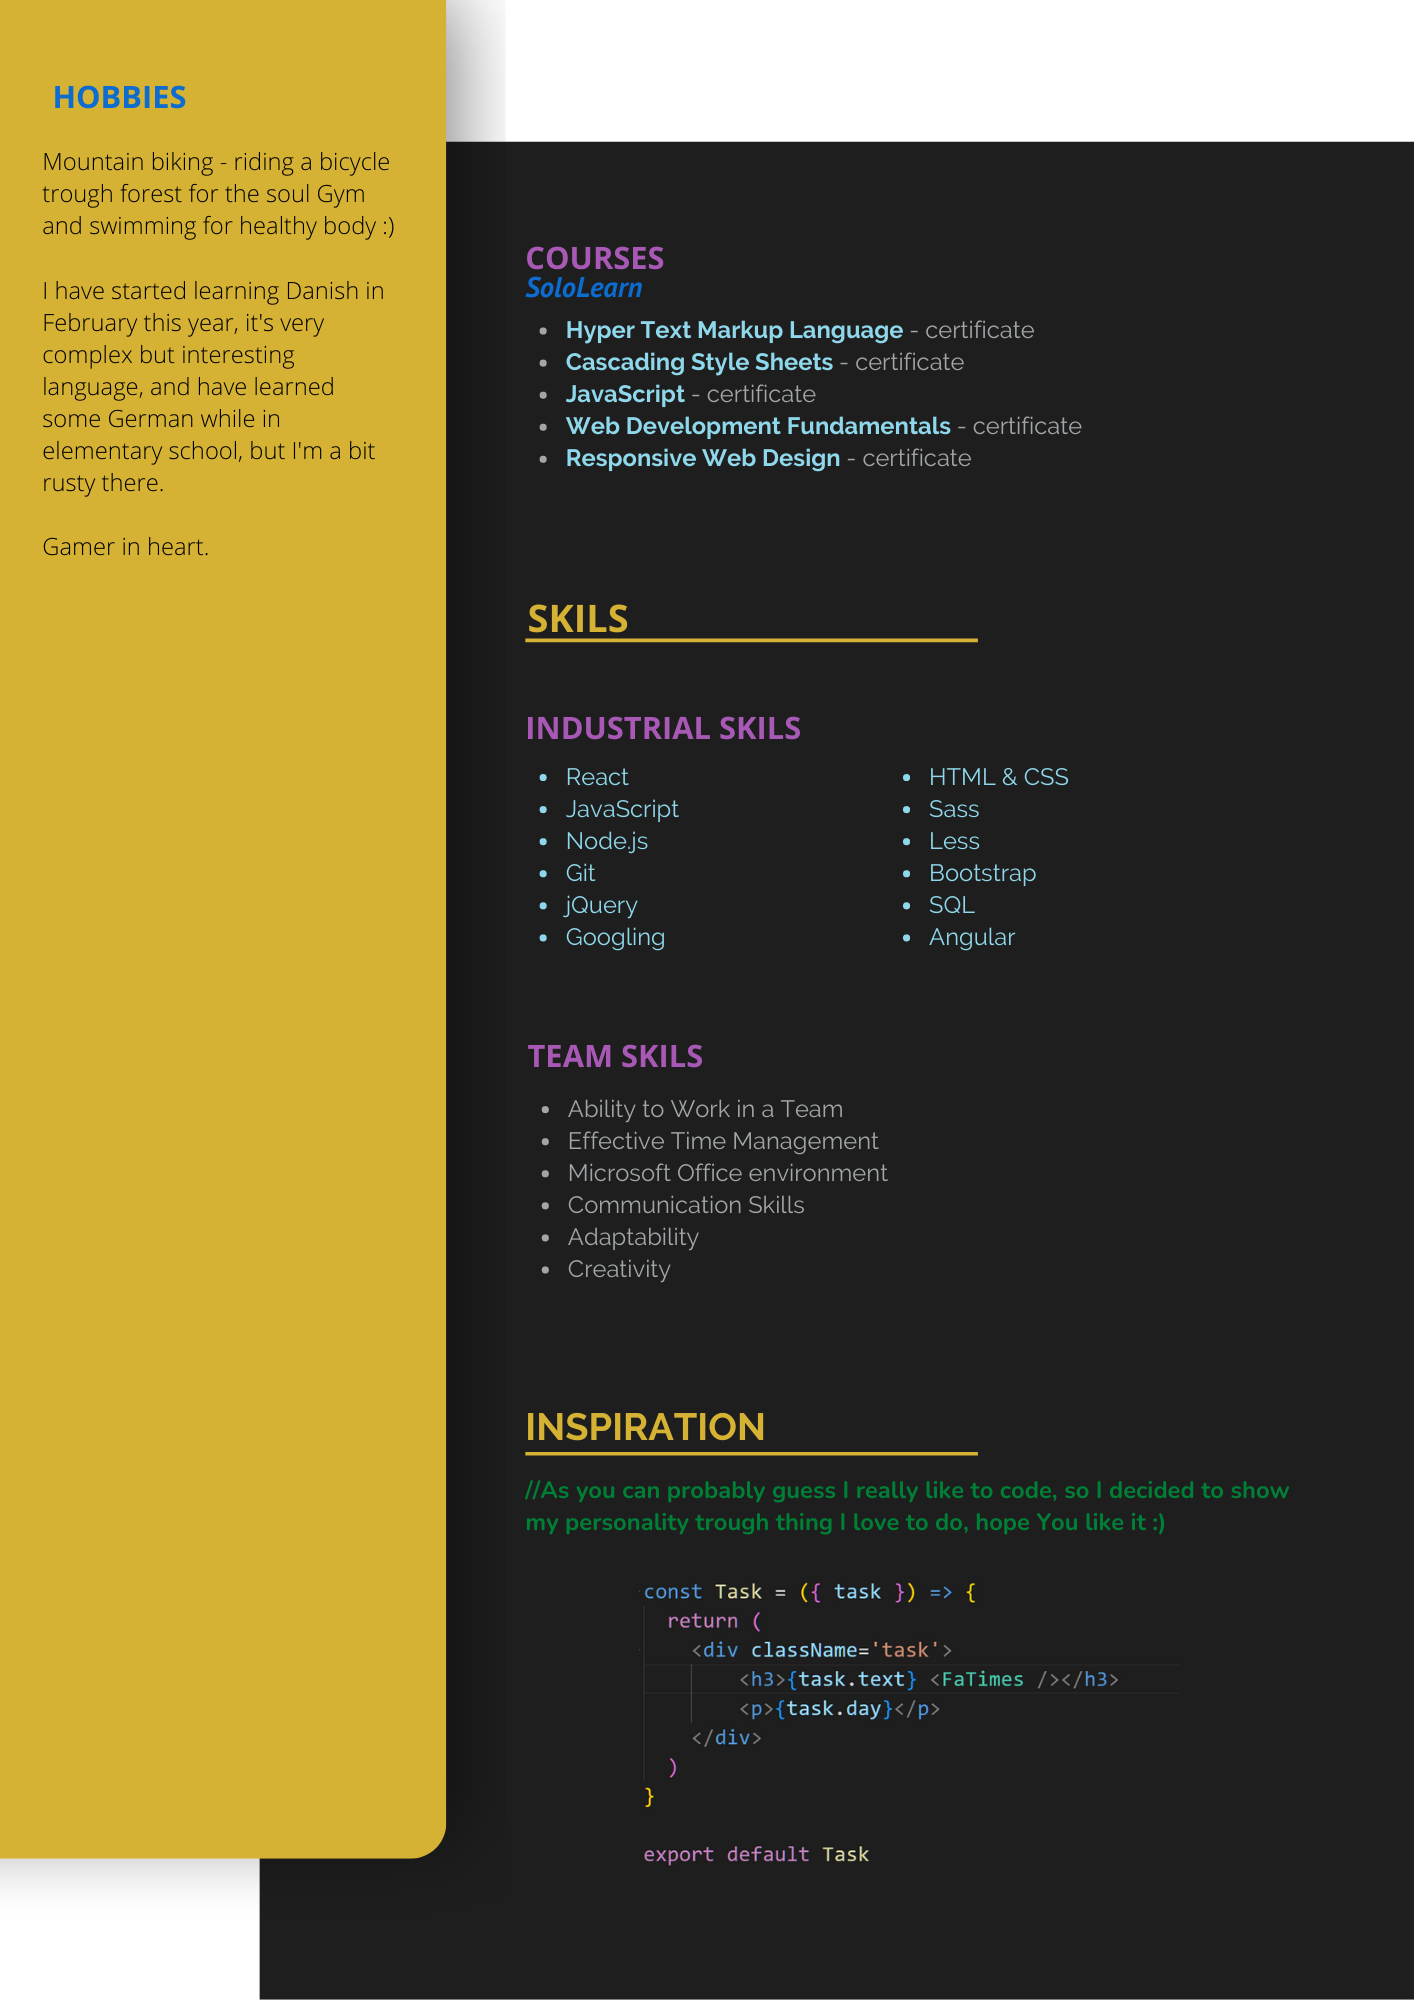 HOBBIES
Mountain biking - riding a bicycle
trough forest for the soul Gym
and swimming for healthy body :)
I have started learning Danish in
February this year, it's very
complex but interesting
language, and have learned
some German while in
elementary school, but I'm a bit
rusty there.
Gamer in heart.
COURSES
SoloLearn
• Hyper Text Markup Language - certificate
• Cascading Style Sheets - certificate
• JavaScript - certificate
• Web Development Fundamentals - certificate
• Responsive Web Design - certificate
SKILS
INDUSTRIAL SKILS
• React
• JavaScript
• Node.js
• Git
• jQuery
• Googling
• HTML & CSS
• Sass
• Less
• Bootstrap
• SQL
• Angular
TEAM SKILS
• Ability to Work in a Team
• Effective Time Management
• Microsoft Office environment
• Communication Skills
• Adaptability
• Creativity
INSPIRATION
//As you can probably guess I really like to code, so I decided to show
my personality trough thing I love to do, hope You like it :)
const Task = ({ task }) => {
  return (
    <div className='task'>
        <h3>{task.text} <FaTimes /></h3>
        <p>{task.day}</p>
    </div>
  )
}
export default Task